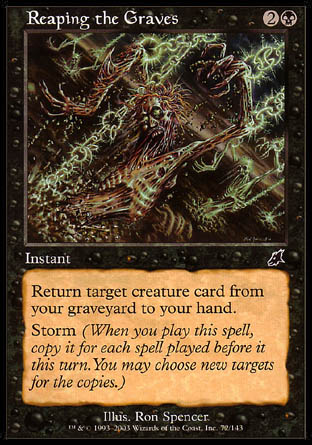 Reaping the Graves 2
Instant
Return target creature card from
your graveyard to your hand.
Storm (When you play this spell,
copy it for each spell played before it
this turn. You may choose new targets
for the copies.)
Illus. Ron Spencer
™ & © 1993-2003 Wizards of the Coast, Inc. 72/143